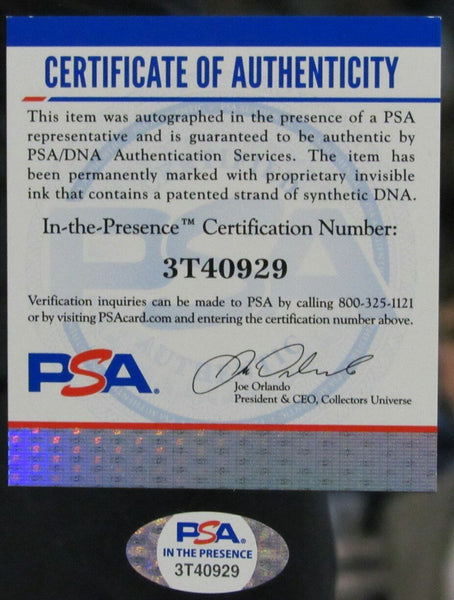 CERTIFICATE OF AUTHENTICITY
This item was autographed in the presence of a PSA
representative and is guaranteed to be authentic by
PSA/DNA Authentication Services. The item has
been permanently marked with proprietary invisible
ink that contains a patented strand of synthetic DNA.
In-the-Presence™ Certification Number:
3T40929
Verification inquiries can be made to PSA by calling 800-325-1121
or by visiting PSAcard.com and entering the certification number above.
PSA®
Joe Orlando
President & CEO, Collectors Universe
PSA
IN THE PRESENCE
3T40929